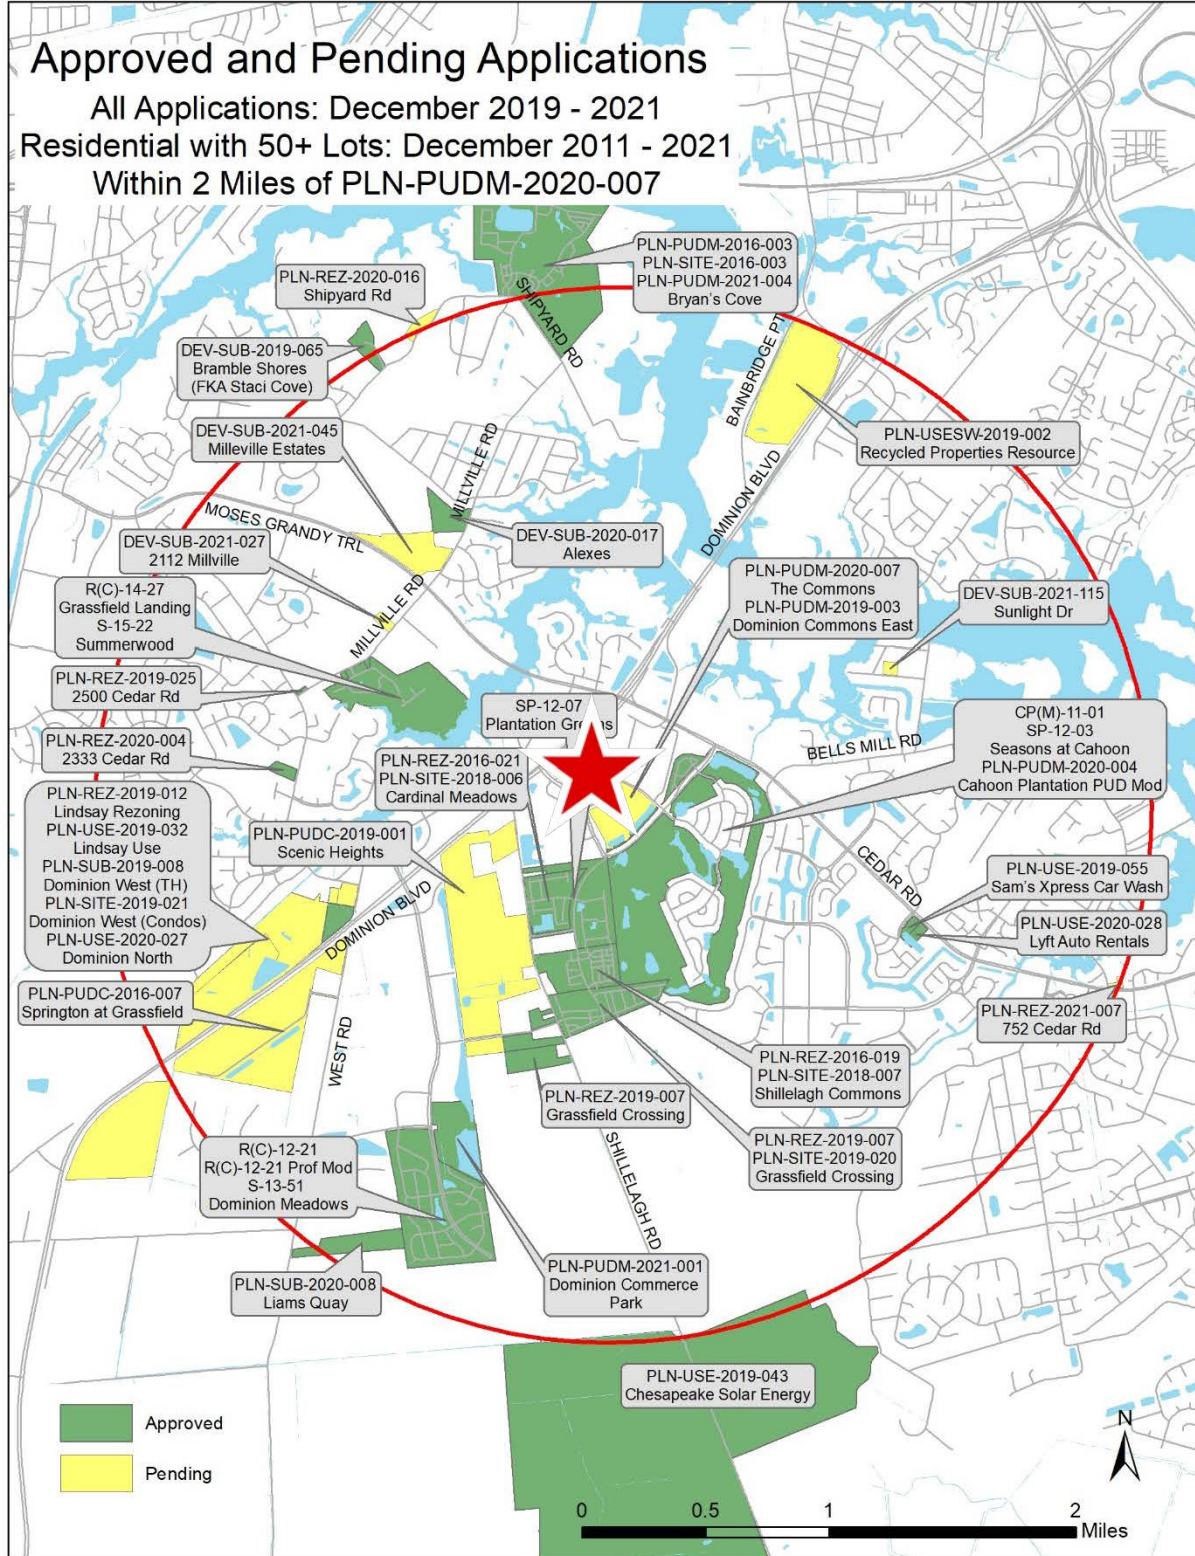 Approved and Pending Applications
All Applications: December 2019 - 2021
Residential with 50+ Lots: December 2011 - 2021
Within 2 Miles of PLN-PUDM-2020-007
PLN-PUDM-2016-003
PLN-SITE-2016-003
PLN-PUDM-2021-004
Bryan's Cove
PLN-REZ-2020-016
Shipyard Rd
SHIPYARD RD
BAINBRIDGE PT
DEV-SUB-2019-065
Bramble Shores
(FKA Staci Cove)
DEV-SUB-2021-045
Milleville Estates
MILLVILLE RD
PLN-USESW-2019-002
Recycled Properties Resource
DOMINION BLVD
MOSES GRANDY TRL
DEV-SUB-2020-017
Alexes
DEV-SUB-2021-027
2112 Millville
PLN-PUDM-2020-007
The Commons
PLN-PUDM-2019-003
Dominion Commons East
R(C)-14-27
Grassfield Landing
S-15-22
Summerwood
MILLVILLE RD
DEV-SUB-2021-115
Sunlight Dr
PLN-REZ-2019-025
2500 Cedar Rd
SP-12-07
Plantation Greens
CP(M)-11-01
SP-12-03
Seasons at Cahoon
PLN-PUDM-2020-004
Cahoon Plantation PUD Mod
BELLS MILL RD
PLN-REZ-2020-004
2333 Cedar Rd
PLN-REZ-2016-021
PLN-SITE-2018-006
Cardinal Meadows
PLN-REZ-2019-012
Lindsay Rezoning
PLN-USE-2019-032
Lindsay Use
PLN-SUB-2019-008
Dominion West (TH)
PLN-SITE-2019-021
Dominion West (Condos)
PLN-USE-2020-027
Dominion North
PLN-PUDC-2019-001
Scenic Heights
CEDAR RD
PLN-USE-2019-055
Sam's Xpress Car Wash
DOMINION BLVD
PLN-USE-2020-028
Lyft Auto Rentals
PLN-PUDC-2016-007
Springton at Grassfield
PLN-REZ-2021-007
752 Cedar Rd
WEST RD
PLN-REZ-2016-019
PLN-SITE-2018-007
Shillelagh Commons
PLN-REZ-2019-007
Grassfield Crossing
PLN-REZ-2019-007
PLN-SITE-2019-020
Grassfield Crossing
SHILLELAGH RD
R(C)-12-21
R(C)-12-21 Prof Mod
S-13-51
Dominion Meadows
PLN-SUB-2020-008
Liams Quay
PLN-PUDM-2021-001
Dominion Commerce
Park
PLN-USE-2019-043
Chesapeake Solar Energy
Approved
Pending
N
0 0.5 1 2
Miles